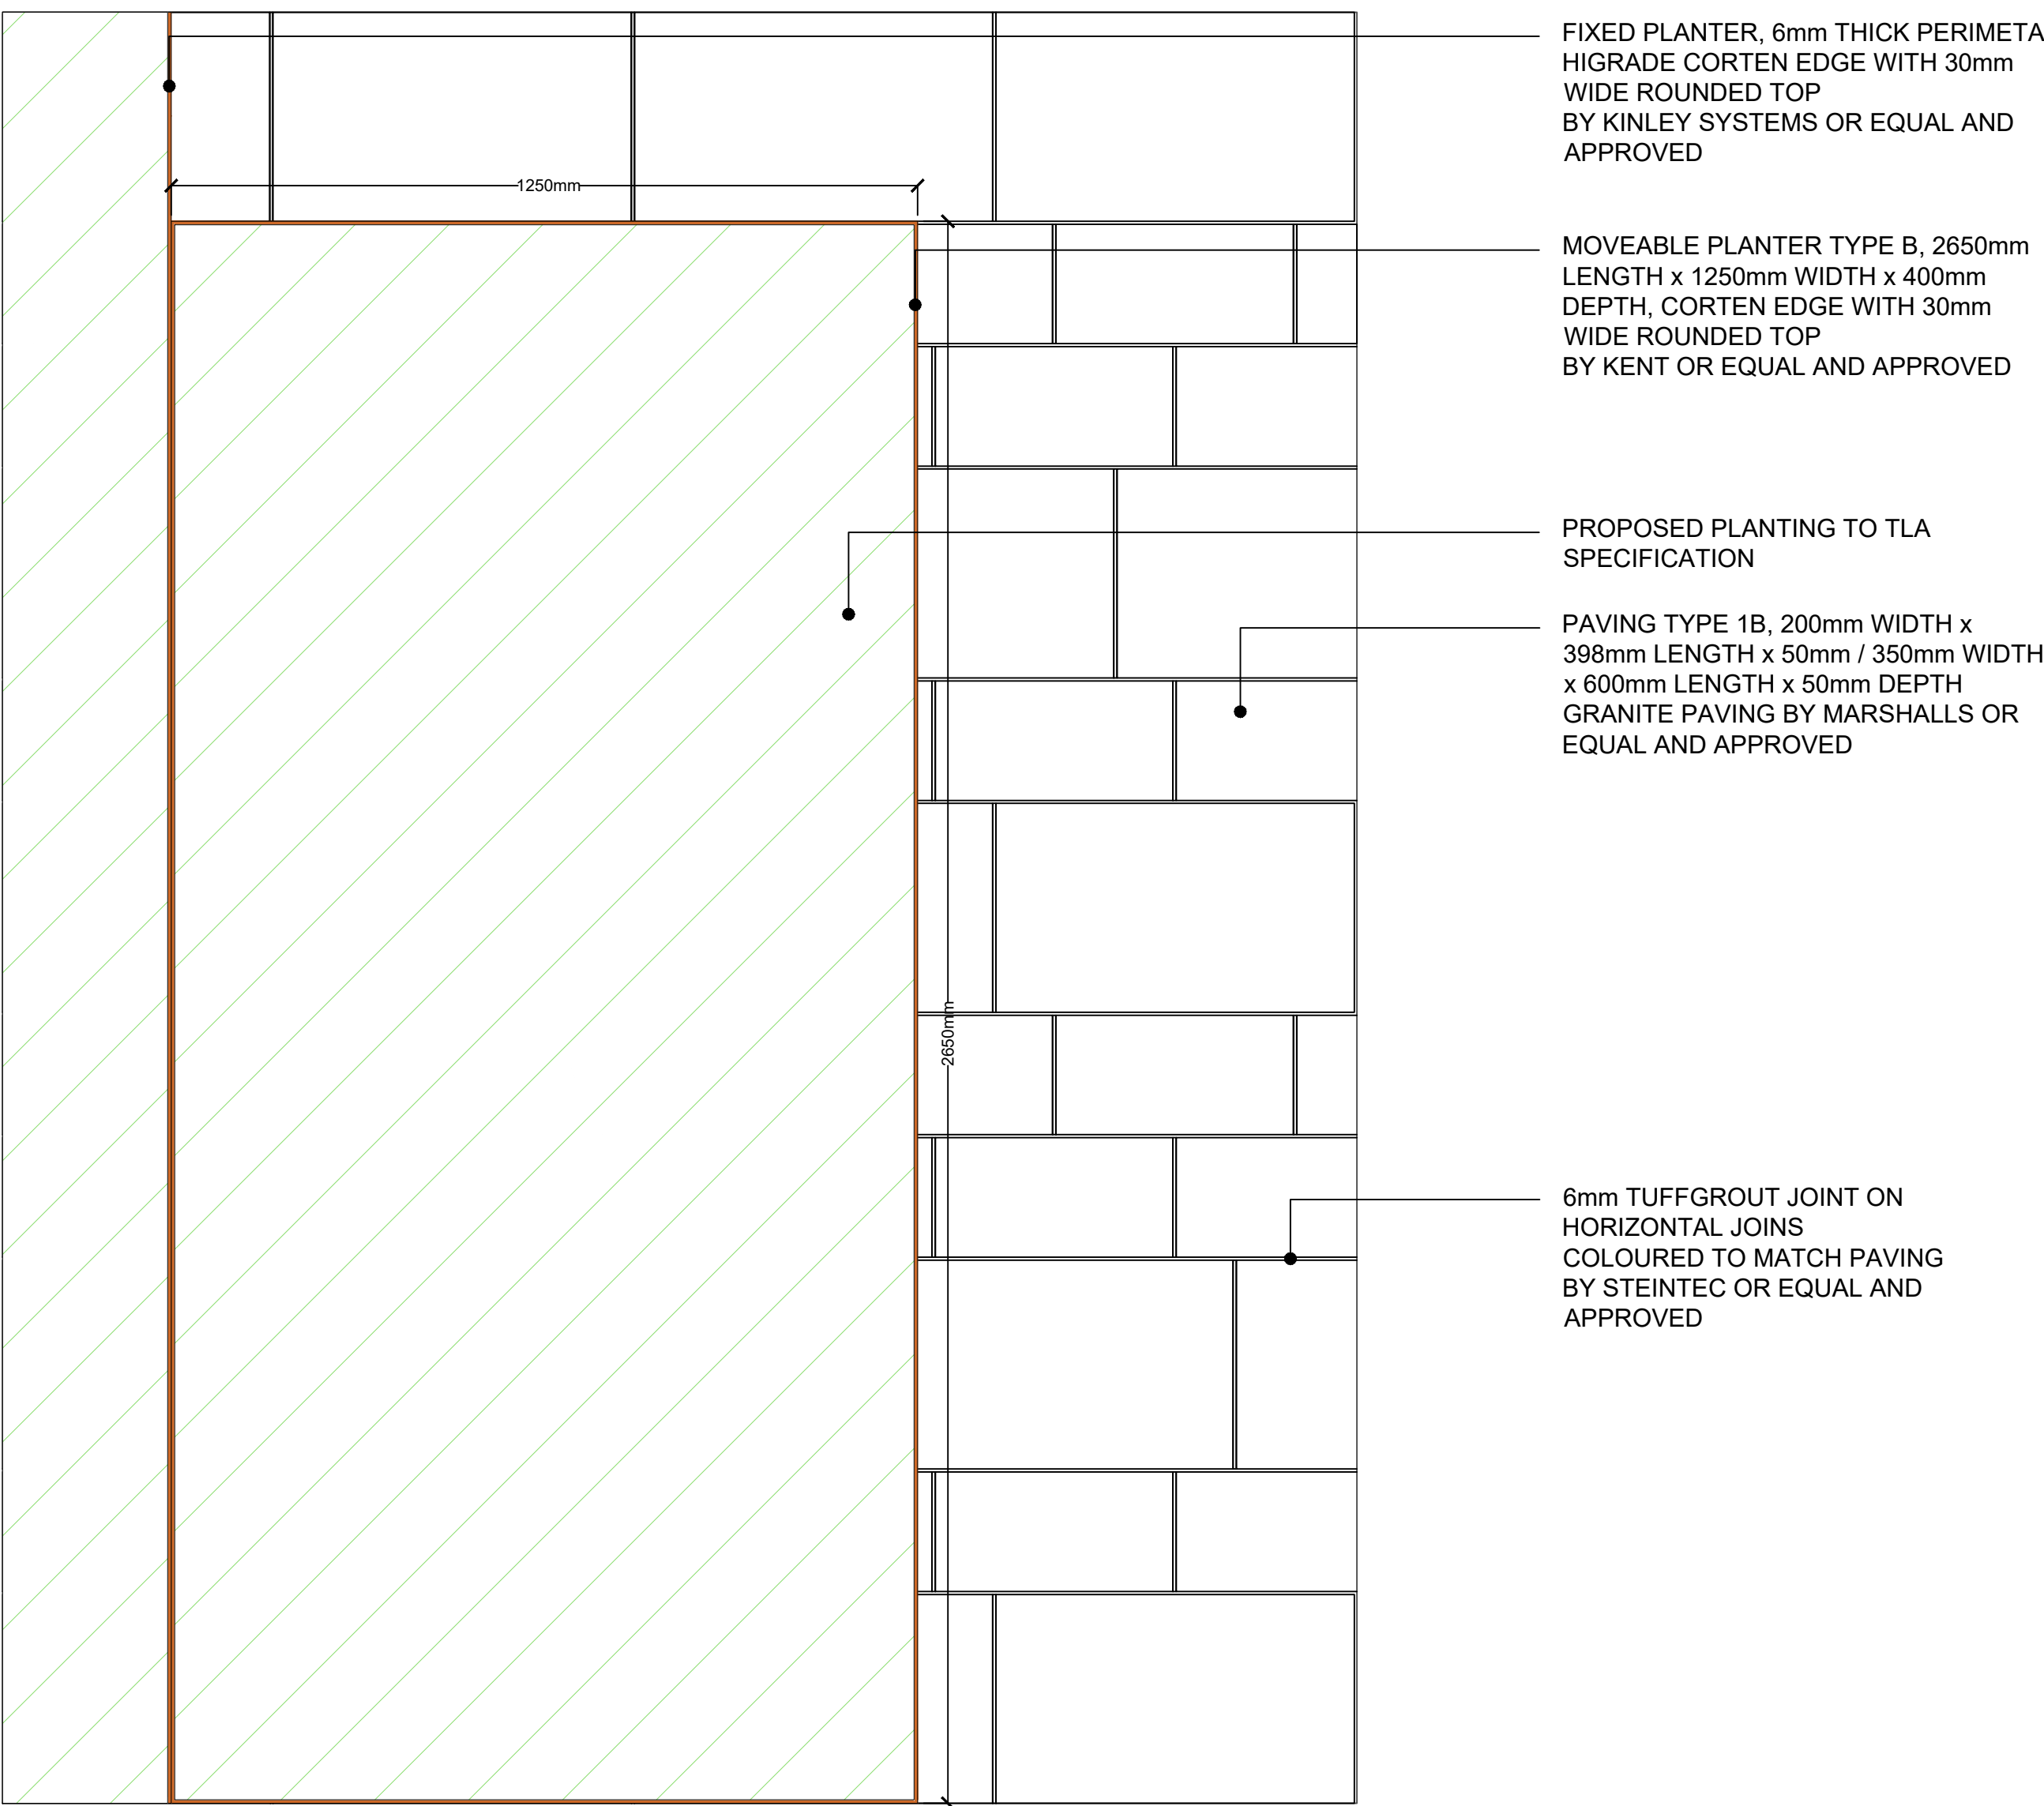 FIXED PLANTER, 6mm THICK PERIMETA
HIGRADE CORTEN EDGE WITH 30mm
WIDE ROUNDED TOP
BY KINLEY SYSTEMS OR EQUAL AND
APPROVED
1250mm
MOVEABLE PLANTER TYPE B, 2650mm
LENGTH x 1250mm WIDTH x 400mm
DEPTH, CORTEN EDGE WITH 30mm
WIDE ROUNDED TOP
BY KENT OR EQUAL AND APPROVED
PROPOSED PLANTING TO TLA
SPECIFICATION
PAVING TYPE 1B, 200mm WIDTH x
398mm LENGTH x 50mm / 350mm WIDTH
x 600mm LENGTH x 50mm DEPTH
GRANITE PAVING BY MARSHALLS OR
EQUAL AND APPROVED
2650mm
6mm TUFFGROUT JOINT ON
HORIZONTAL JOINS
COLOURED TO MATCH PAVING
BY STEINTEC OR EQUAL AND
APPROVED